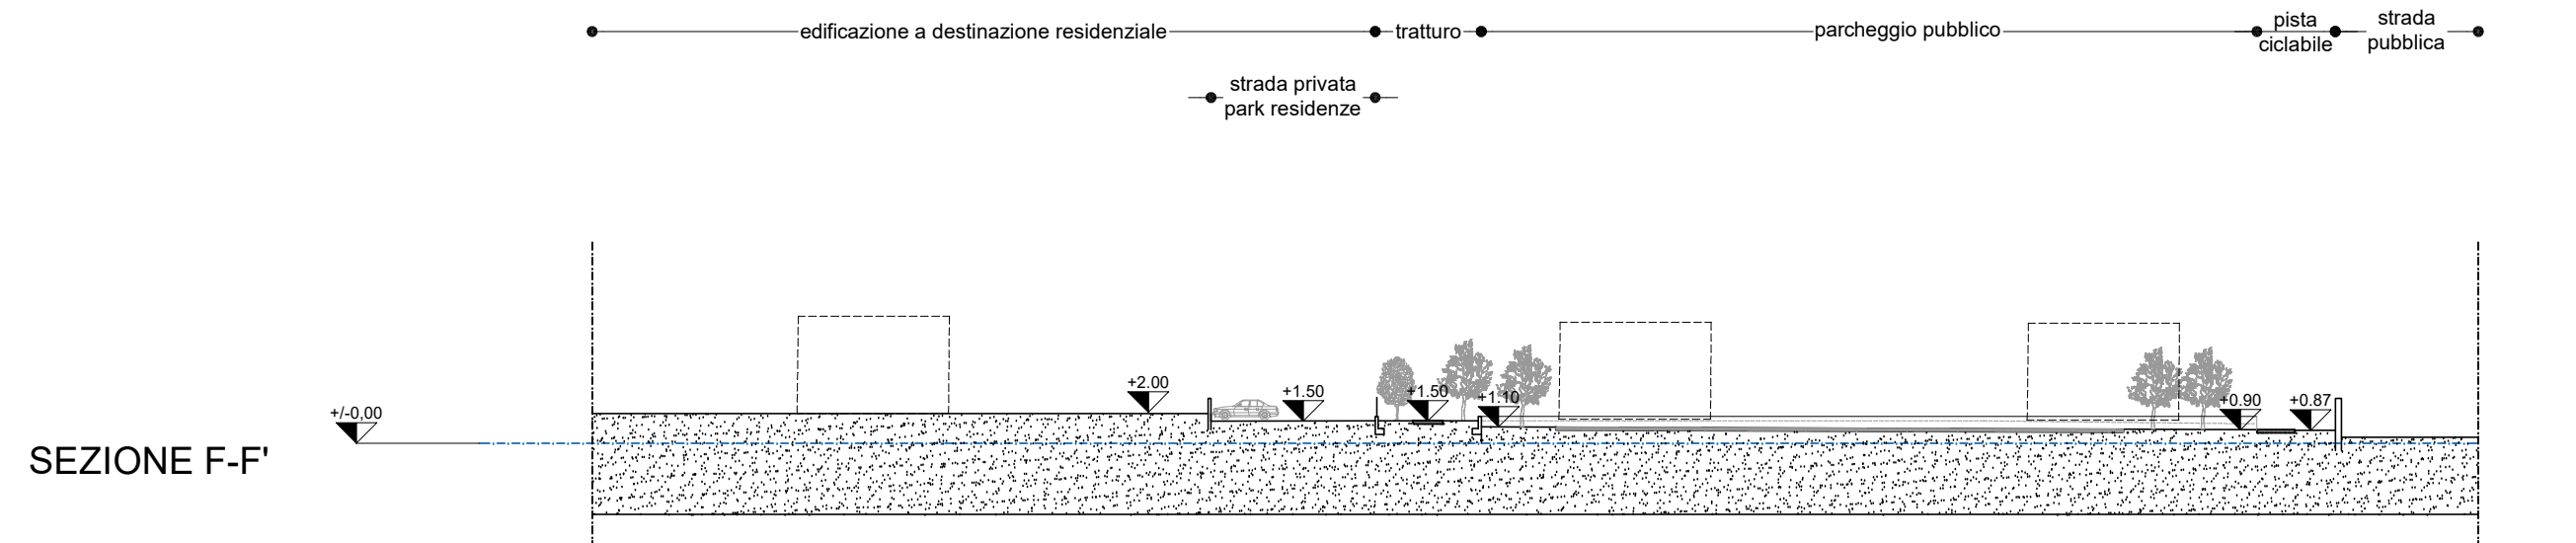 edificazione a destinazione residenziale
tratturo
parcheggio pubblico
pista
ciclabile
strada
pubblica
strada privata
park residenze
+2.00
+1.50
+1.50
+1.10
+0.90
+0.87
+/-0,00
SEZIONE F-F'